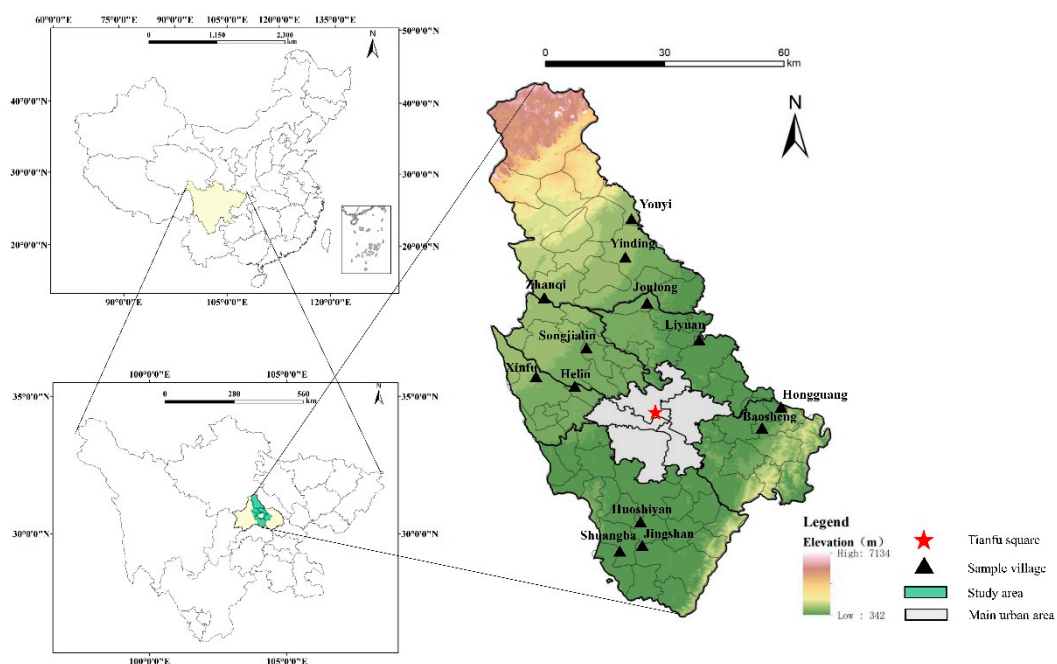 60°0'0"E 75°0'0"E 90°0'0"E 105°0'0"E 120°0'0"E 135°0'0"E
0 1,150 2,300
km
N
50°0'0"N
40°0'0"N 40°0'0"N
30°0'0"N 30°0'0"N
20°0'0"N 20°0'0"N
90°0'0"E 105°0'0"E 120°0'0"E
100°0'0"E 105°0'0"E
0 280 560
km
N
35°0'0"N 35°0'0"N
30°0'0"N 30°0'0"N
100°0'0"E 105°0'0"E
0 30 60
km
N
Youyi
Yinding
Zhanqi
Joulong
Liyuan
Songjialin
Xinfu
Helin
Hongguang
Baosheng
Huoshiyan
Shuangba
Jingshan
Legend
Elevation（m）
High: 7134
Low : 342
Tianfu square
Sample village
Study area
Main urban area